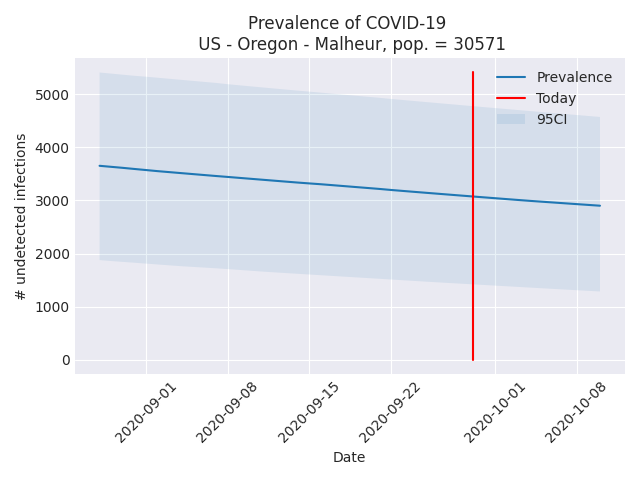 Prevalence of COVID-19
US - Oregon - Malheur, pop. = 30571
Prevalence
Today
95CI
# undetected infections
5000
4000
3000
2000
1000
0
2020-09-01
2020-09-08
2020-09-15
2020-09-22
2020-10-01
2020-10-08
Date